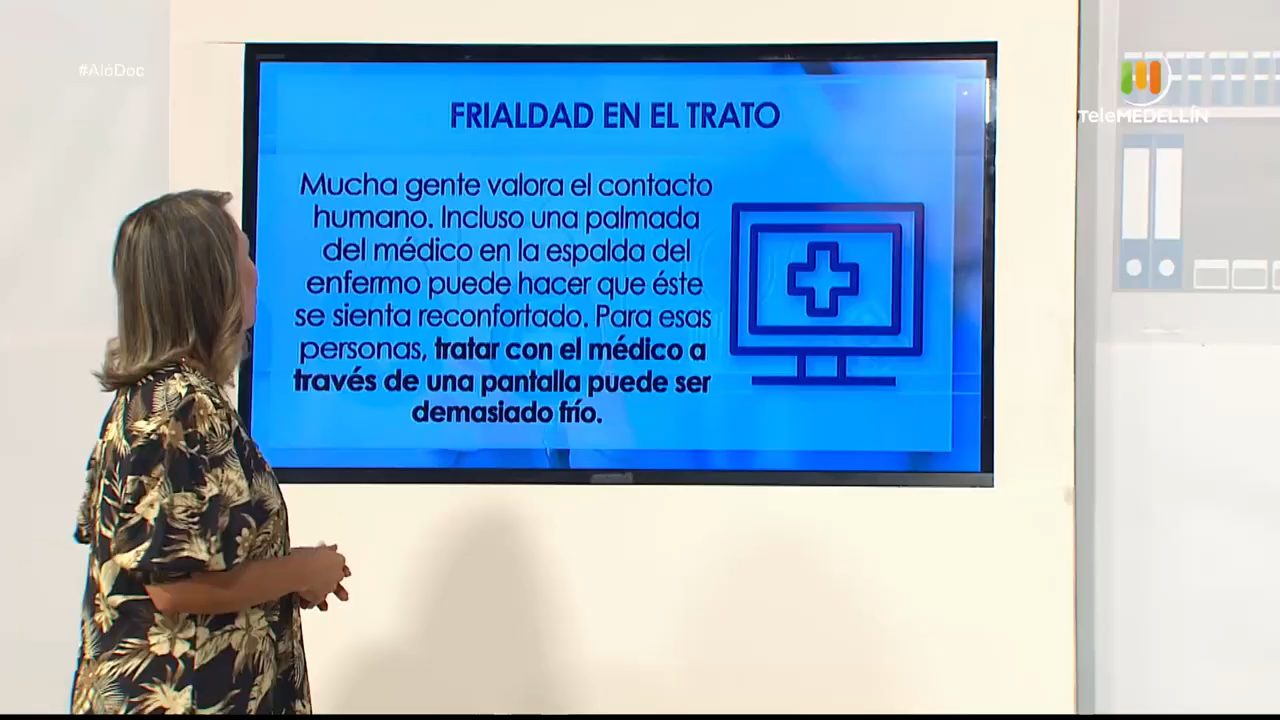 #AlóDoc
TeleMEDELLÍN
FRIALDAD EN EL TRATO
Mucha gente valora el contacto
humano. Incluso una palmada
del médico en la espalda del
enfermo puede hacer que éste
se sienta reconfortado. Para esas
personas, tratar con el médico a
través de una pantalla puede ser
demasiado frío.